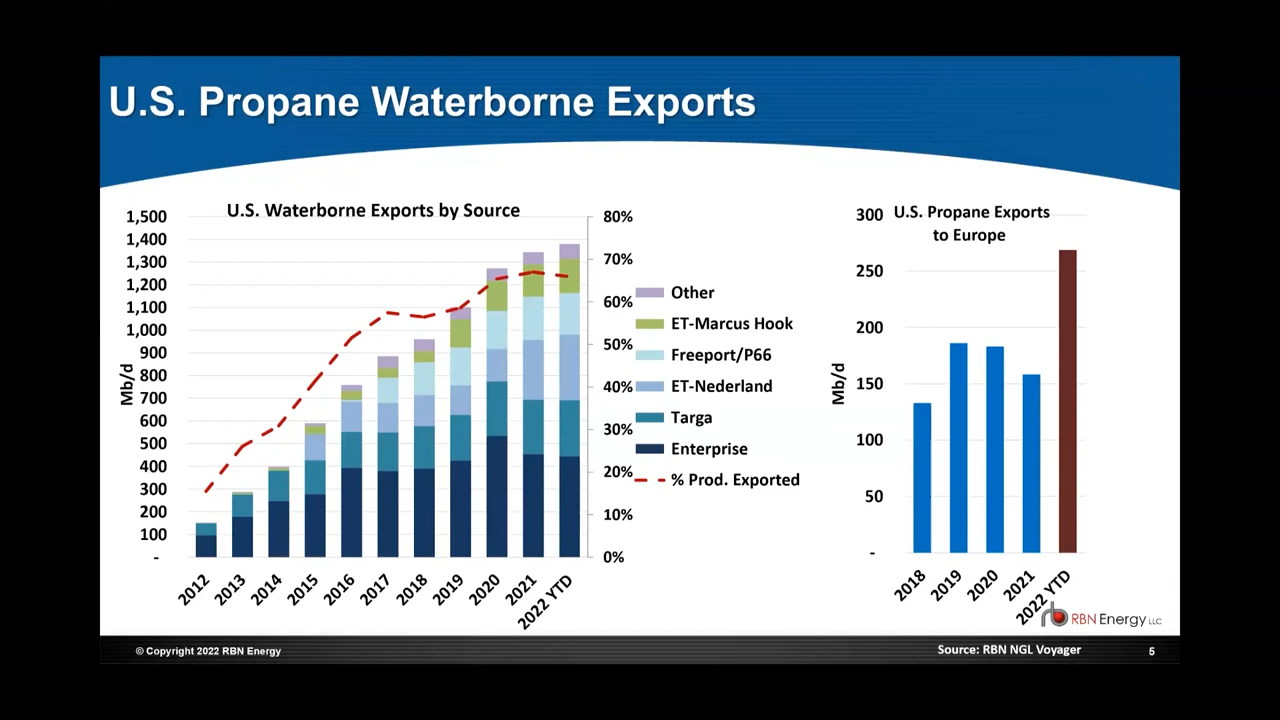 U.S. Propane Waterborne Exports
U.S. Waterborne Exports by Source
Mb/d
1,500
1,400
1,300
1,200
1,100
1,000
900
800
700
600
500
400
300
200
100
-
80%
70%
60%
50%
40%
30%
20%
10%
0%
2012
2013
2014
2015
2016
2017
2018
2019
2020
2021
2022 YTD
Other
ET-Marcus Hook
Freeport/P66
ET-Nederland
Targa
Enterprise
% Prod. Exported
U.S. Propane Exports
to Europe
Mb/d
300
250
200
150
100
50
-
2018
2019
2020
2021
2022 YTD
rb RBN Energy LLC
© Copyright 2022 RBN Energy
Source: RBN NGL Voyager
5